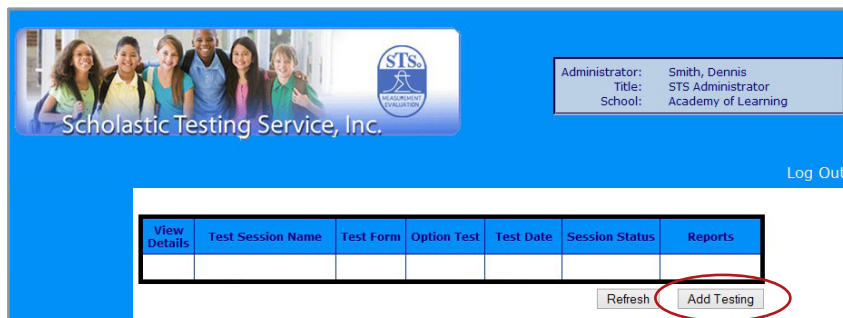 STS®
MEASUREMENT
EVALUATION
Scholastic Testing Service, Inc.
Administrator: Smith, Dennis
Title: STS Administrator
School: Academy of Learning
Log Out
View Details Test Session Name Test Form Option Test Test Date Session Status Reports
Refresh Add Testing